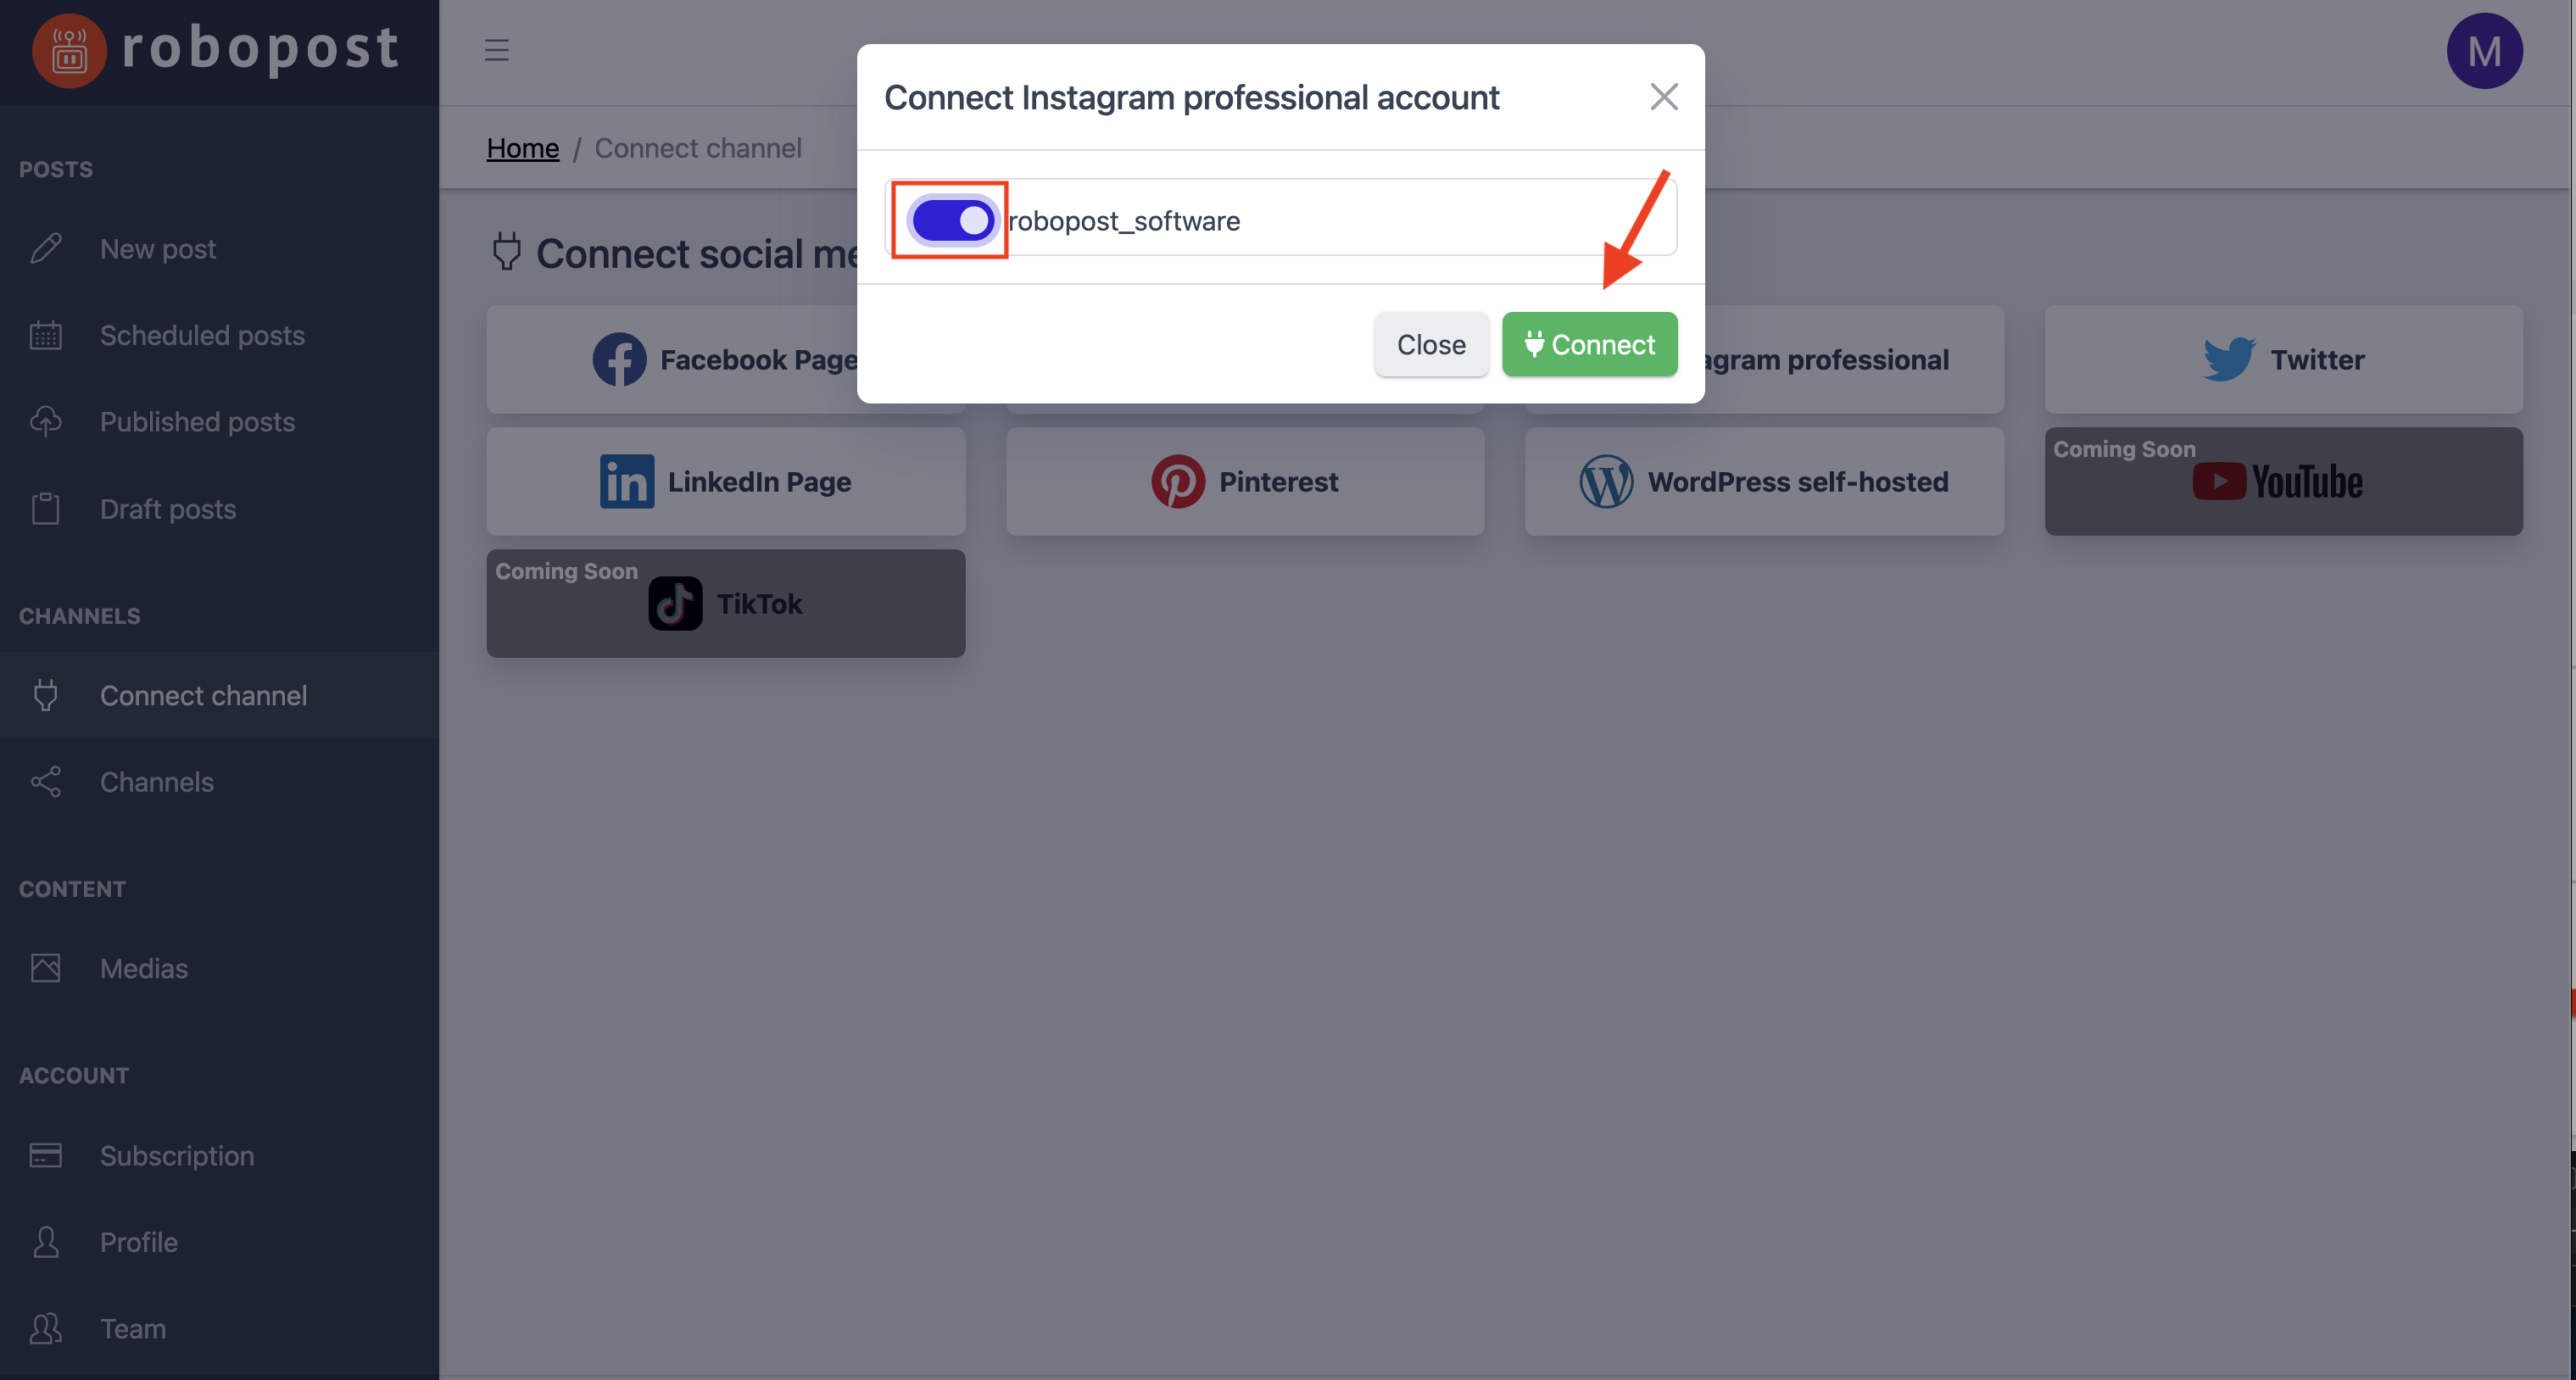 robopost
M
Connect Instagram professional account
Home / Connect channel
robopost_software
Close
Connect
POSTS
New post
Scheduled posts
Published posts
Draft posts
CHANNELS
Connect channel
Channels
CONTENT
Medias
ACCOUNT
Subscription
Profile
Team
Connect social me
Facebook Page
agram professional
Twitter
LinkedIn Page
Pinterest
WordPress self-hosted
Coming Soon
YouTube
Coming Soon
TikTok